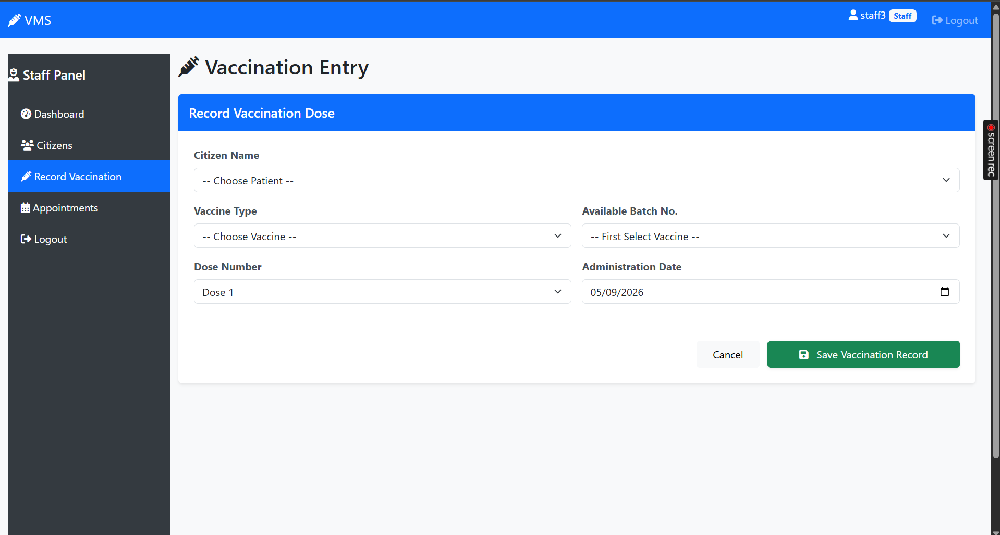 VMS
staff3 Staff
Logout
Staff Panel
Dashboard
Citizens
Record Vaccination
Appointments
Logout
Vaccination Entry
Record Vaccination Dose
Citizen Name
-- Choose Patient --
Vaccine Type
-- Choose Vaccine --
Available Batch No.
-- First Select Vaccine --
Dose Number
Dose 1
Administration Date
05/09/2026
Cancel
Save Vaccination Record
screenrec